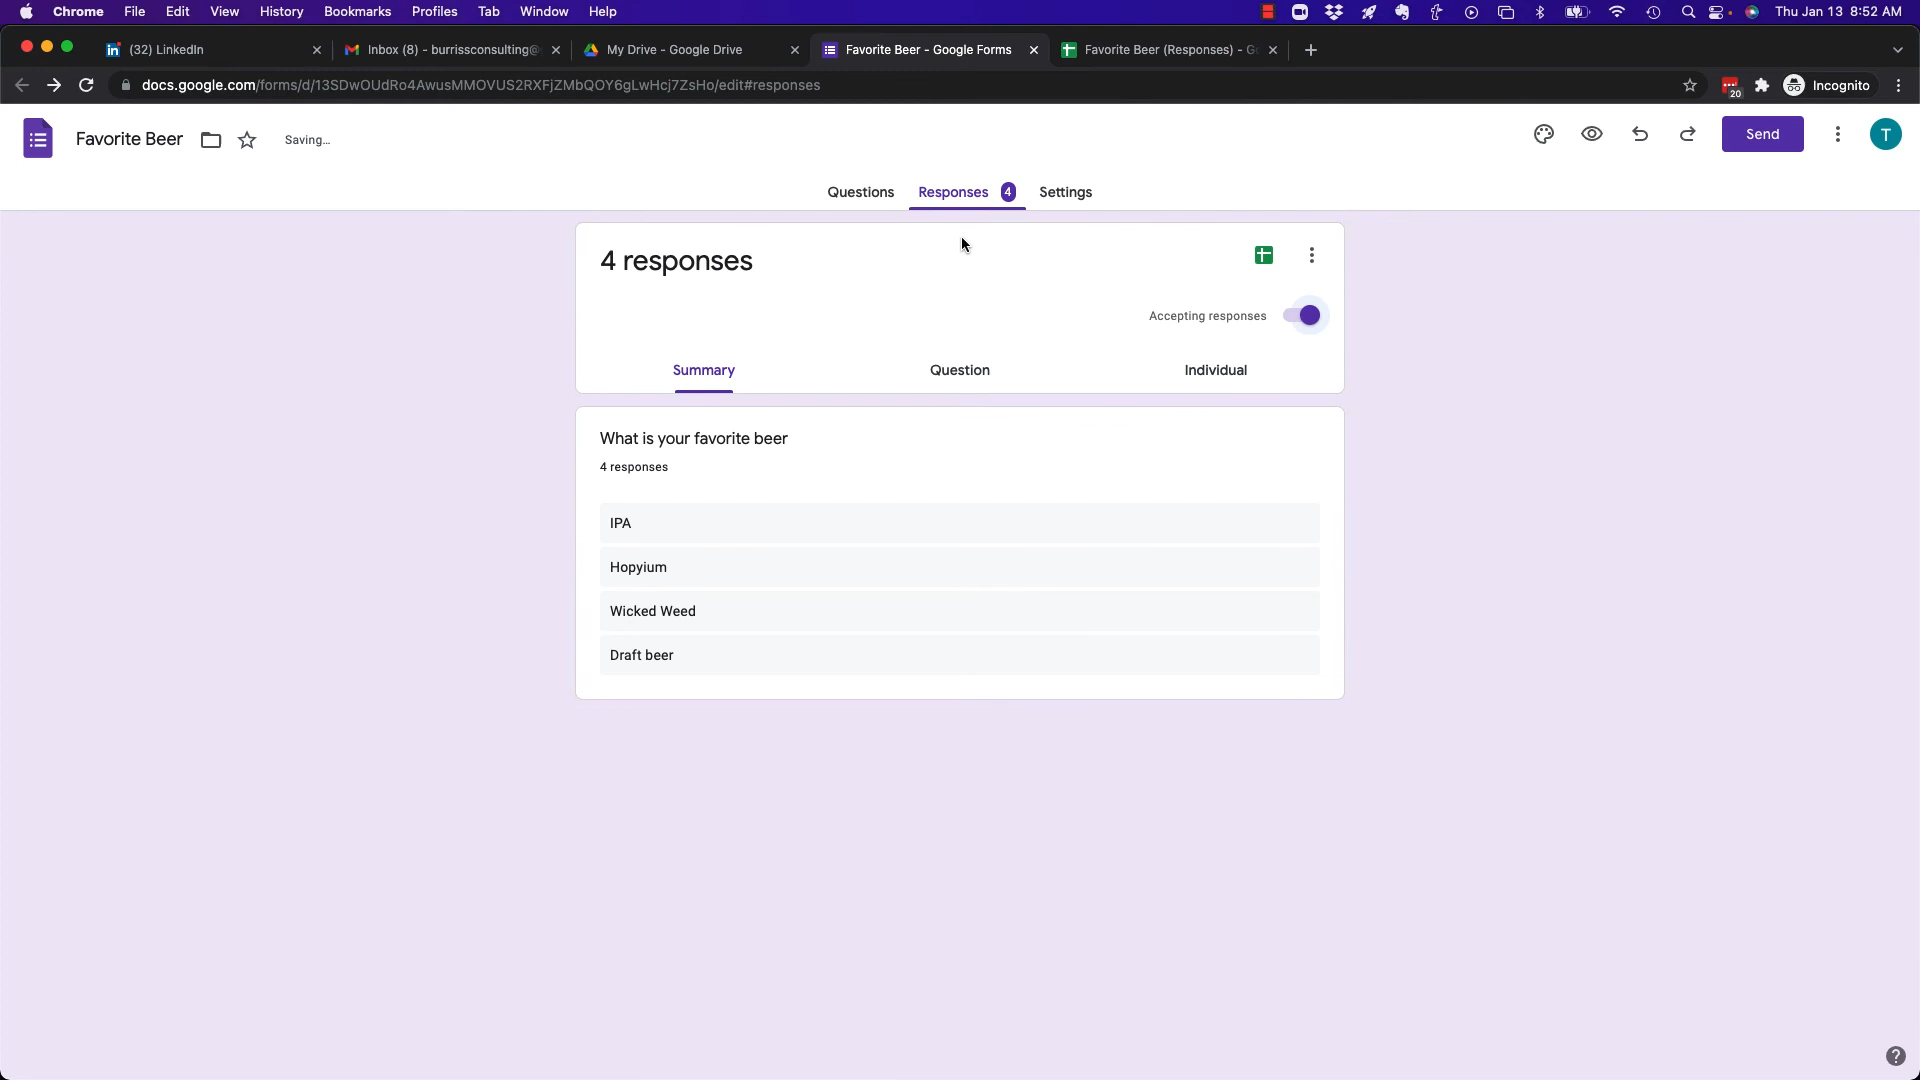 Chrome File Edit View History Bookmarks Profiles Tab Window Help Thu Jan 13 8:52 AM
(32) LinkedIn Inbox (8) - burrissconsulting@ My Drive - Google Drive Favorite Beer - Google Forms Favorite Beer (Responses) - G
docs.google.com/forms/d/13SDwOUdRo4AwusMMOVUS2RXFjZMbQOY6gLwHcj7ZsHo/edit#responses 20 Incognito
Favorite Beer Saving... Send T
Questions Responses 4 Settings
4 responses
Accepting responses
Summary Question Individual
What is your favorite beer
4 responses
IPA
Hopyium
Wicked Weed
Draft beer